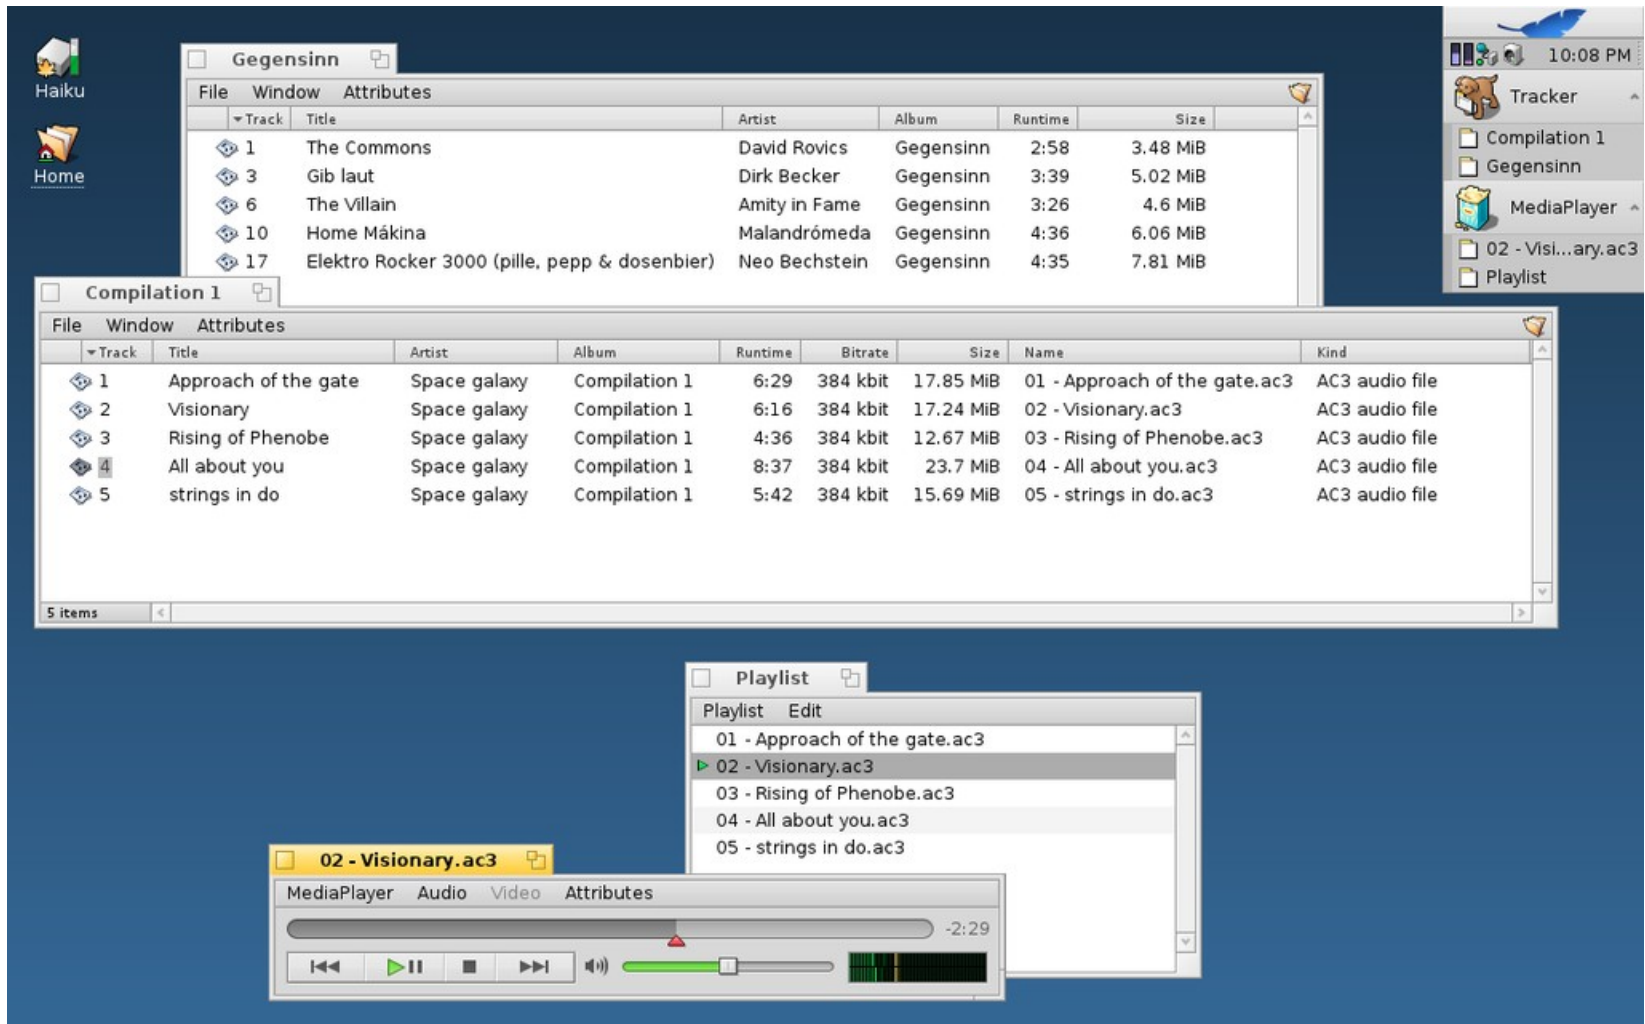 Haiku
Home
Gegensinn
File Window Attributes
Track Title Artist Album Runtime Size
1 The Commons David Rovics Gegensinn 2:58 3.48 MiB
3 Gib laut Dirk Becker Gegensinn 3:39 5.02 MiB
6 The Villain Amity in Fame Gegensinn 3:26 4.6 MiB
10 Home Mákina Malandrómeda Gegensinn 4:36 6.06 MiB
17 Elektro Rocker 3000 (pille, pepp & dosenbier) Neo Bechstein Gegensinn 4:35 7.81 MiB
10:08 PM
Tracker
Compilation 1
Gegensinn
MediaPlayer
02 - Visi...ary.ac3
Playlist
Compilation 1
File Window Attributes
Track Title Artist Album Runtime Bitrate Size Name Kind
1 Approach of the gate Space galaxy Compilation 1 6:29 384 kbit 17.85 MiB 01 - Approach of the gate.ac3 AC3 audio file
2 Visionary Space galaxy Compilation 1 6:16 384 kbit 17.24 MiB 02 - Visionary.ac3 AC3 audio file
3 Rising of Phenobe Space galaxy Compilation 1 4:36 384 kbit 12.67 MiB 03 - Rising of Phenobe.ac3 AC3 audio file
4 All about you Space galaxy Compilation 1 8:37 384 kbit 23.7 MiB 04 - All about you.ac3 AC3 audio file
5 strings in do Space galaxy Compilation 1 5:42 384 kbit 15.69 MiB 05 - strings in do.ac3 AC3 audio file
5 items
Playlist
Playlist Edit
01 - Approach of the gate.ac3
02 - Visionary.ac3
03 - Rising of Phenobe.ac3
04 - All about you.ac3
05 - strings in do.ac3
02 - Visionary.ac3
MediaPlayer Audio Video Attributes
-2:29